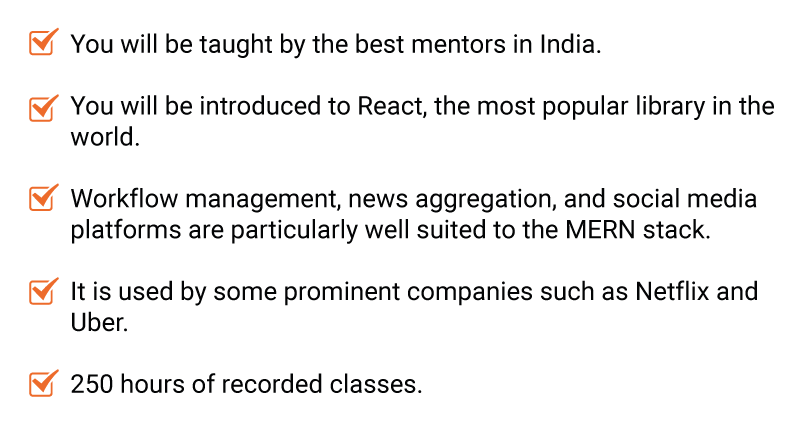 You will be taught by the best mentors in India.
You will be introduced to React, the most popular library in the
world.
Workflow management, news aggregation, and social media
platforms are particularly well suited to the MERN stack.
It is used by some prominent companies such as Netflix and
Uber.
250 hours of recorded classes.